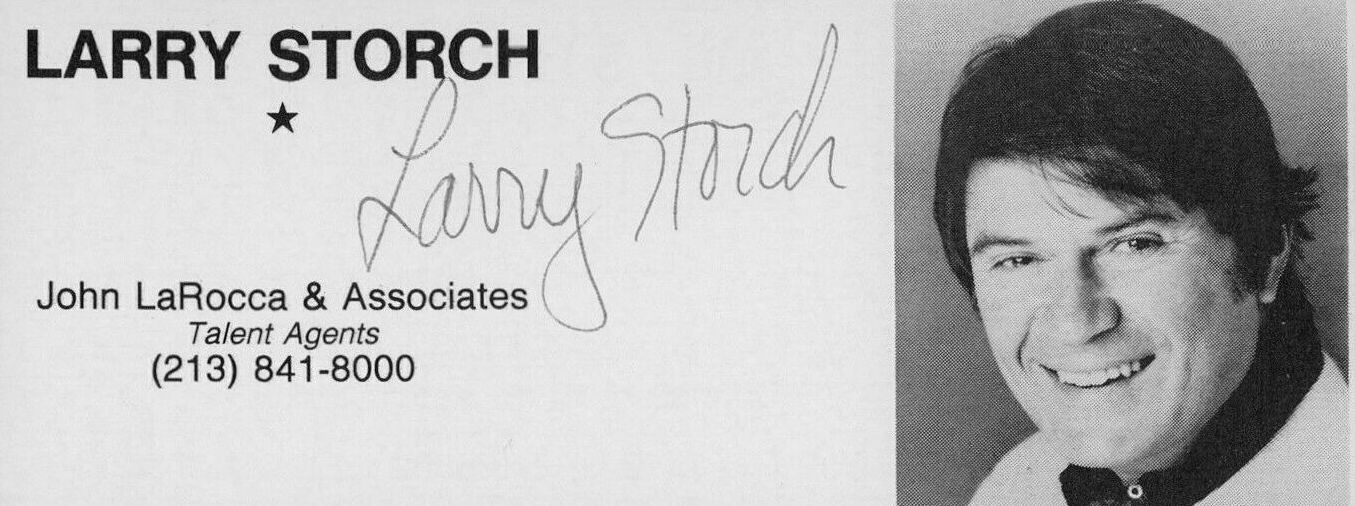 LARRY STORCH
★
Larry Storch
John LaRocca & Associates
Talent Agents
(213) 841-8000